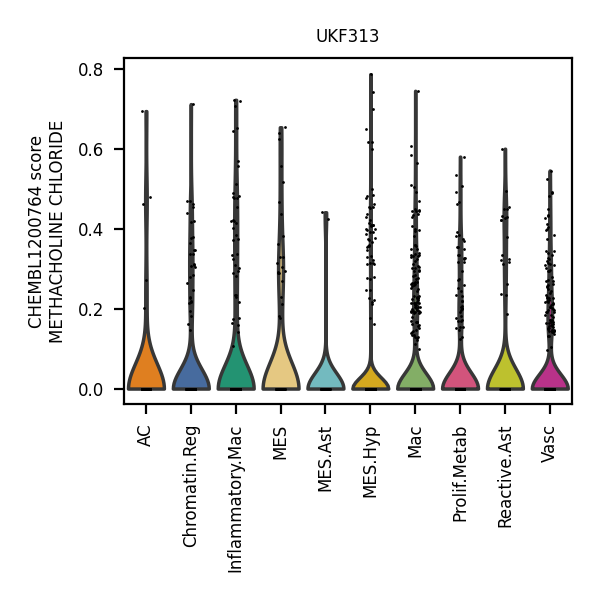 UKF313
CHEMBL1200764 score
METHACHOLINE CHLORIDE
0.8
0.6
0.4
0.2
0.0
AC
Chromatin.Reg
Inflammatory.Mac
MES
MES.Ast
MES.Hyp
Mac
Prolif.Metab
Reactive.Ast
Vasc